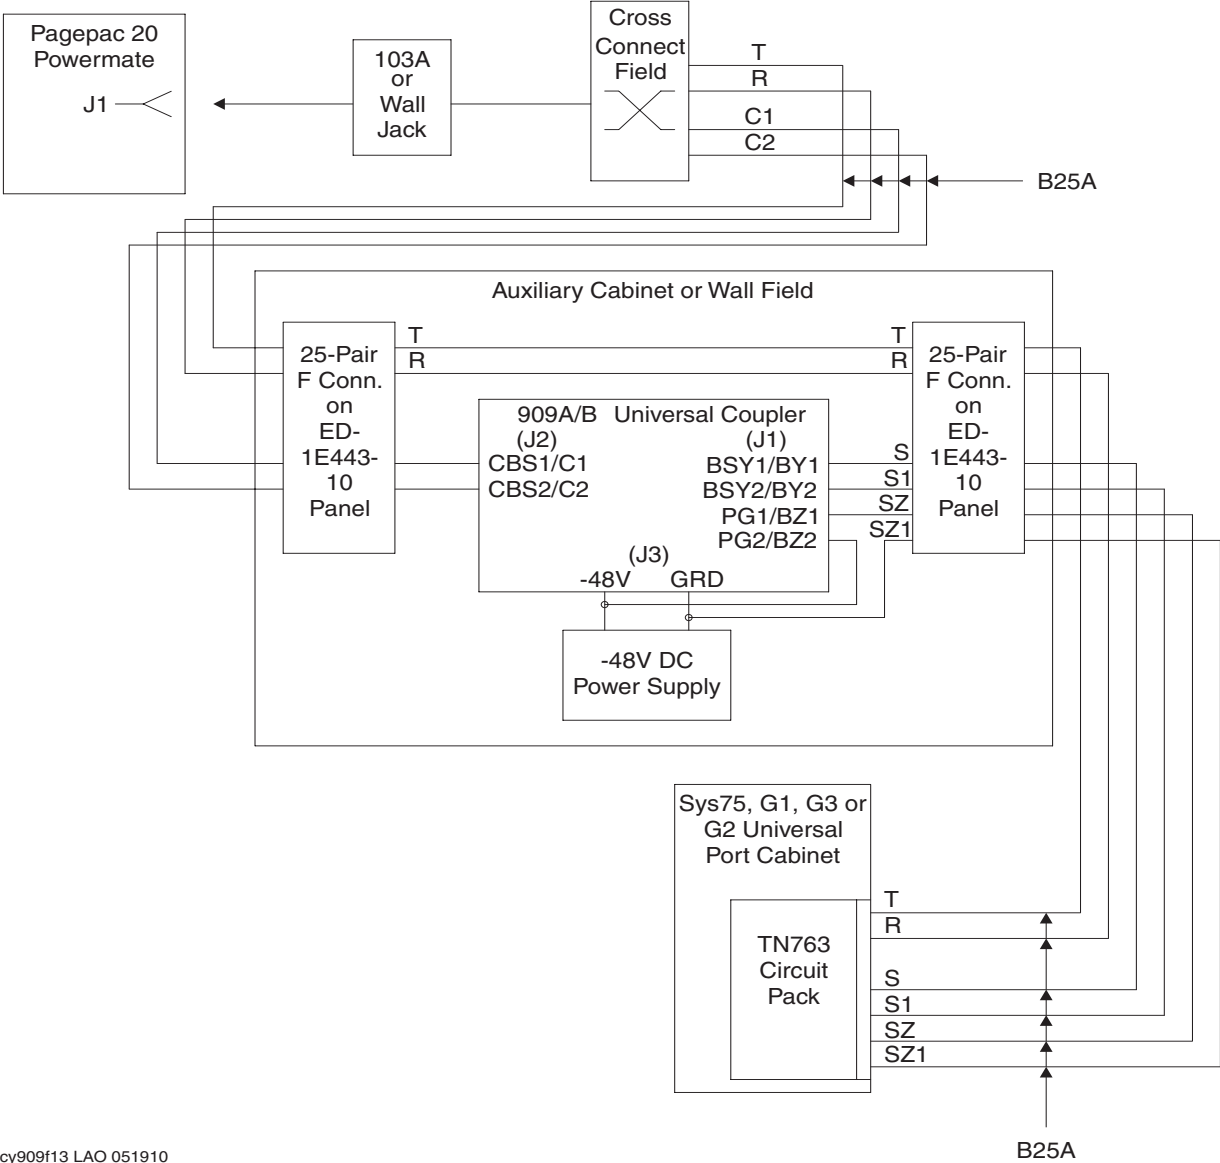 Pagepac 20
Powermate
J1
103A
or
Wall
Jack
Cross
Connect
Field
T
R
C1
C2
B25A
Auxiliary Cabinet or Wall Field
25-Pair
F Conn.
on
ED-
1E443-
10
Panel
T
R
T
R
909A/B Universal Coupler
(J2)
(J1)
CBS1/C1
CBS2/C2
BSY1/BY1
BSY2/BY2
PG1/BZ1
PG2/BZ2
(J3)
-48V
GRD
S
S1
SZ
SZ1
25-Pair
F Conn.
on
ED-
1E443-
10
Panel
-48V DC
Power Supply
Sys75, G1, G3 or
G2 Universal
Port Cabinet
TN763
Circuit
Pack
T
R
S
S1
SZ
SZ1
B25A
cy909f13 LAO 051910